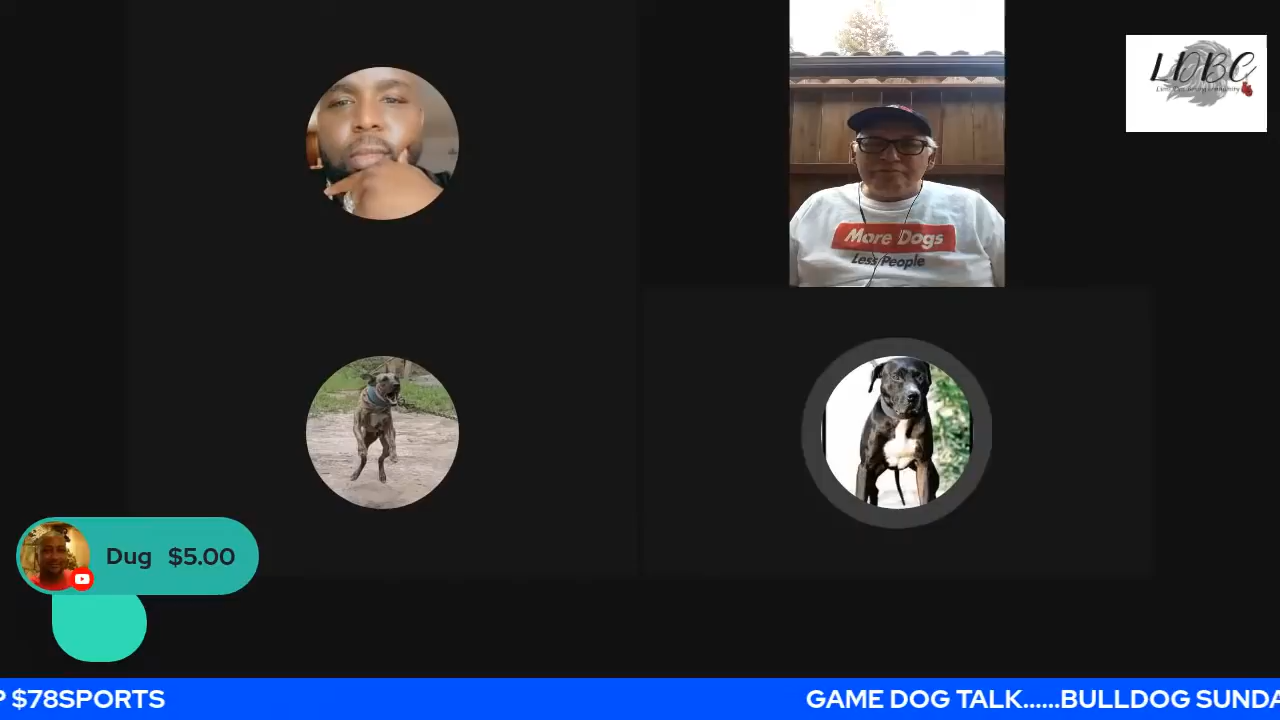 LDBC
More Dogs
Less People
Dug $5.00
P $78SPORTS
GAME DOG TALK......BULLDOG SUNDA